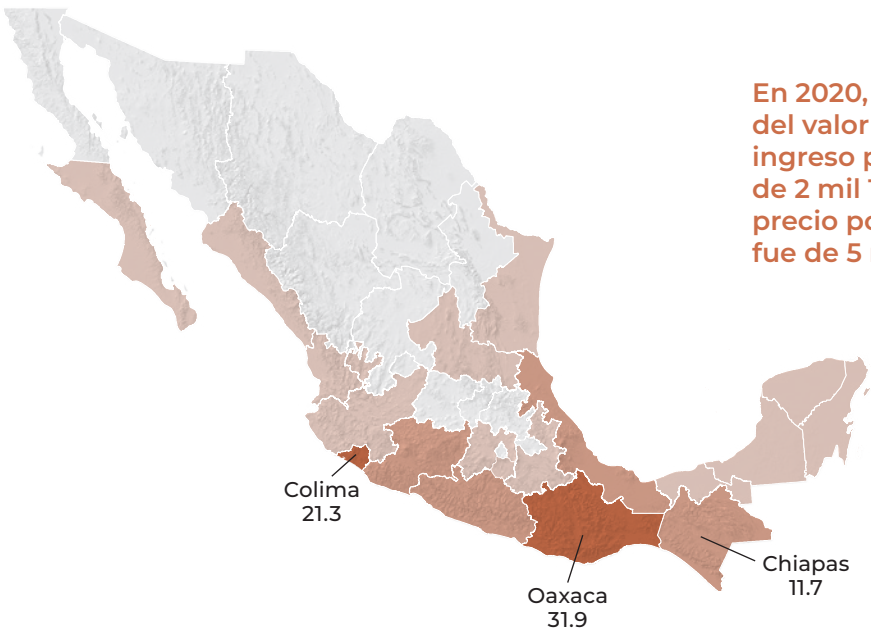 En 2020,
del valor
ingreso p
de 2 mil
precio po
fue de 5
Colima
21.3
Oaxaca
31.9
Chiapas
11.7